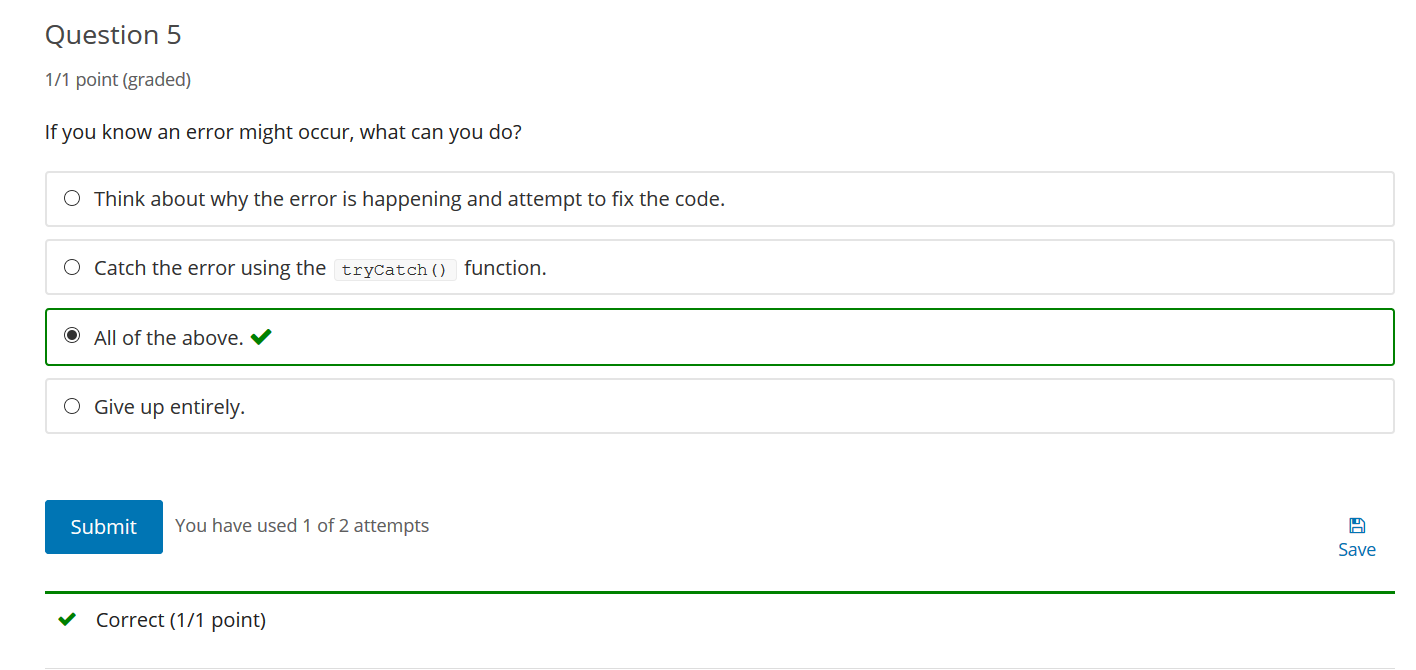 Question 5
1/1 point (graded)
If you know an error might occur, what can you do?
Think about why the error is happening and attempt to fix the code.
Catch the error using the tryCatch() function.
All of the above.
Give up entirely.
Submit You have used 1 of 2 attempts
Save
Correct (1/1 point)